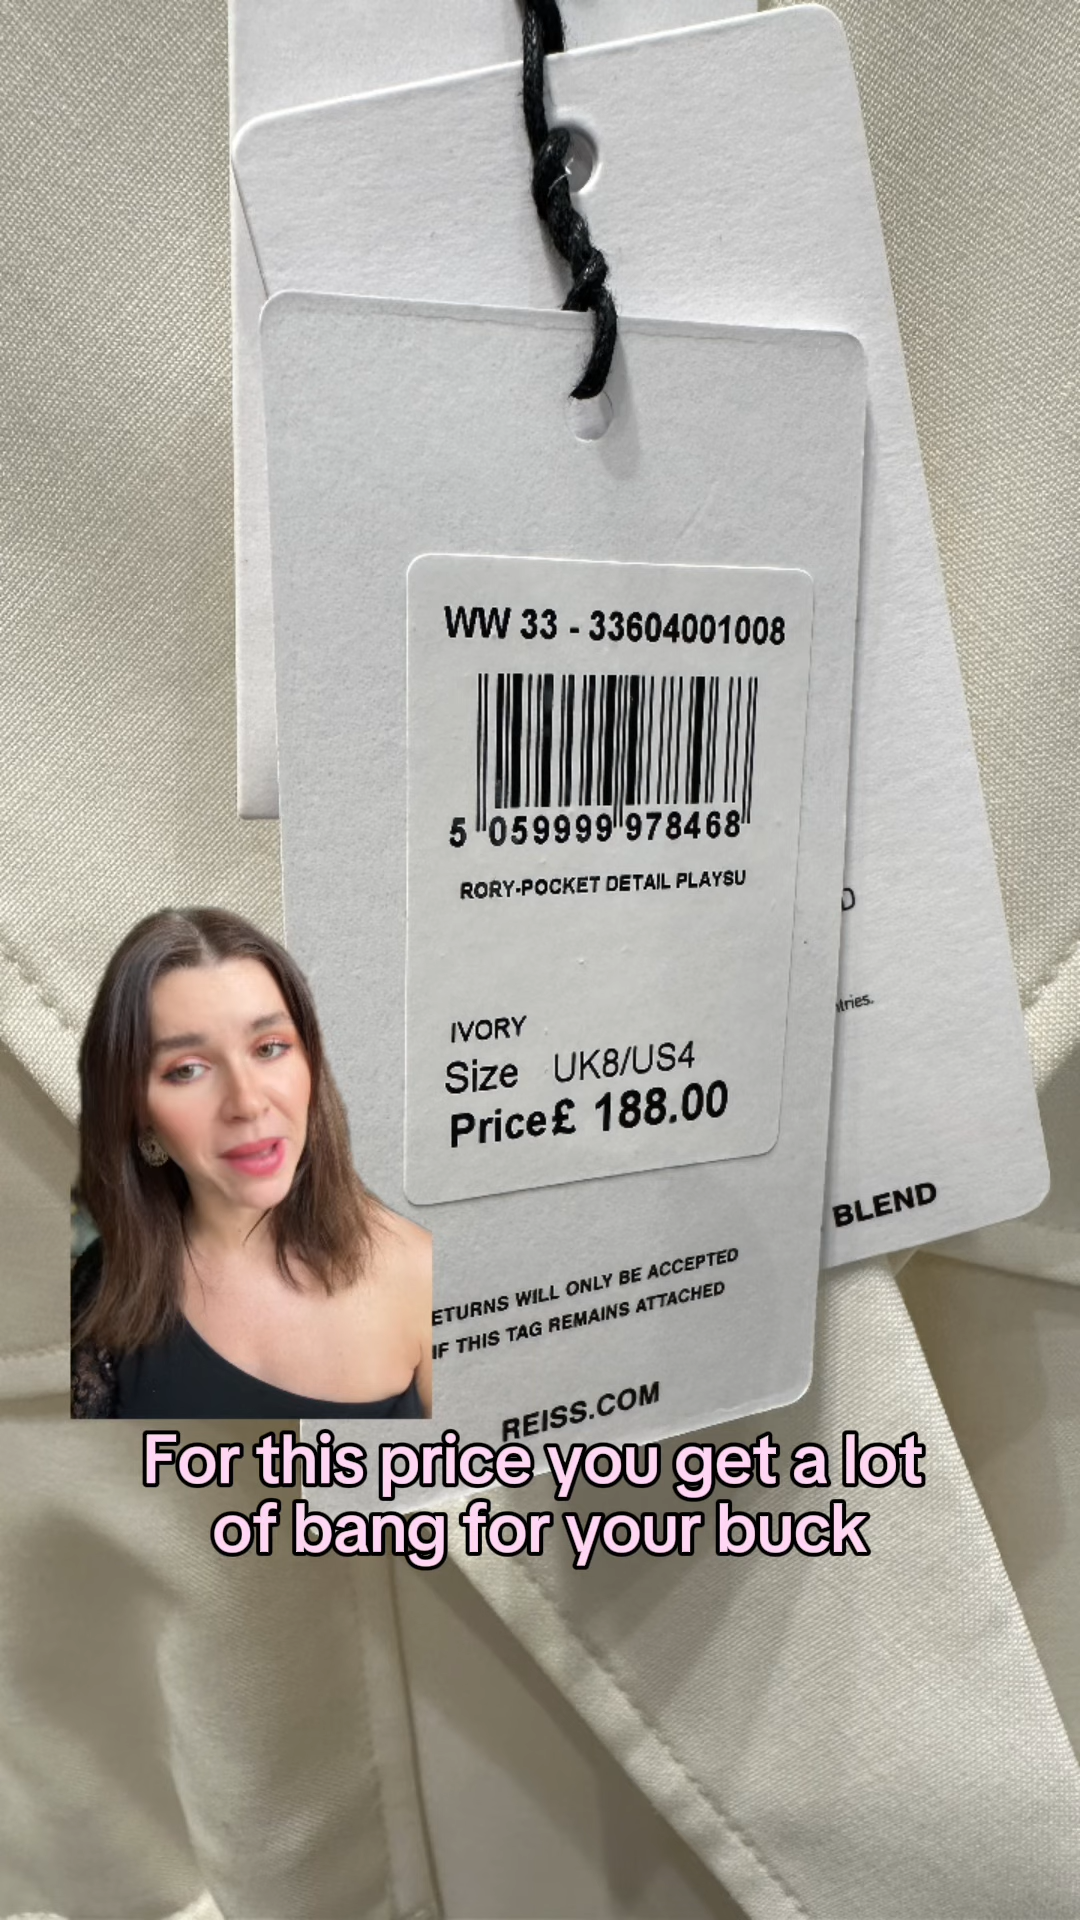 WW 33 - 33604001008
5 059999 978468
RORY-POCKET DETAIL PLAYSU
IVORY
Size UK8/US4
Price£ 188.00
ETURNS WILL ONLY BE ACCEPTED
IF THIS TAG REMAINS ATTACHED
REISS.COM
BLEND
For this price you get a lot
of bang for your buck